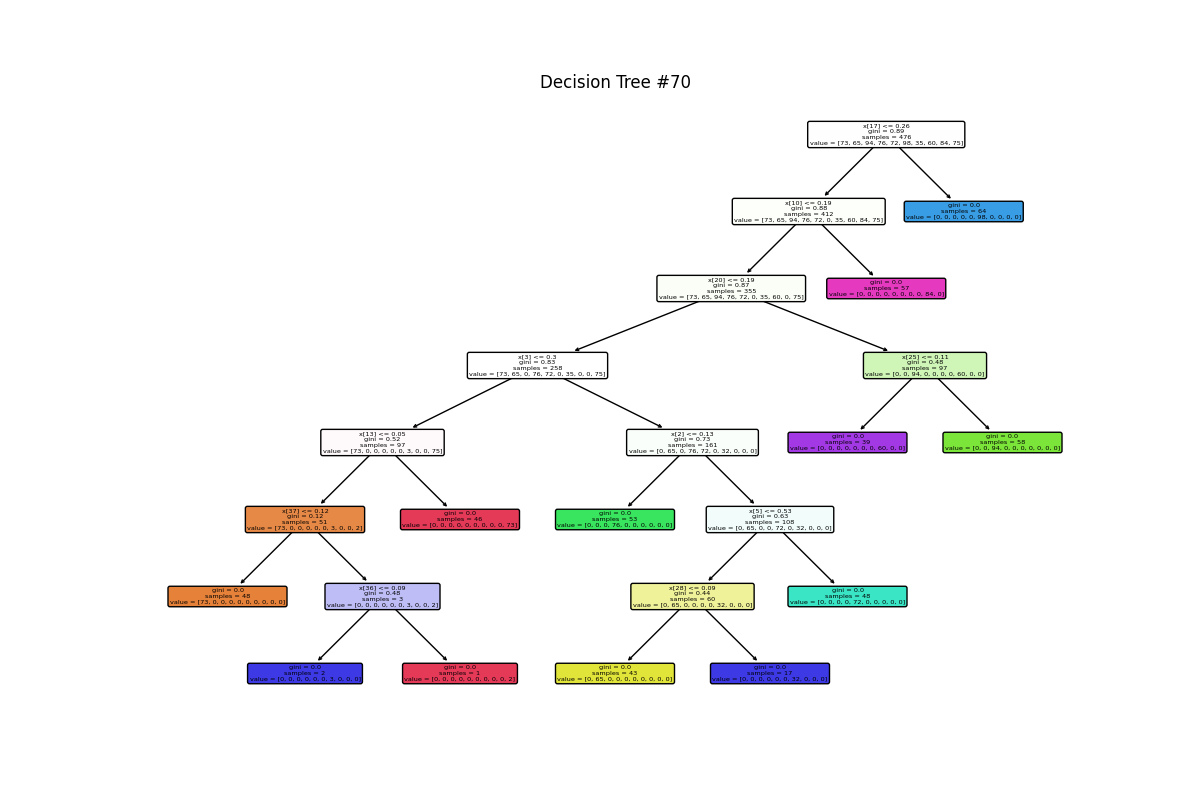 Decision Tree #70
x[17] <= 0.26
gini = 0.89
samples = 476
value = [73, 65, 94, 76, 72, 98, 35, 60, 84, 75]
x[10] <= 0.19
gini = 0.88
samples = 412
value = [73, 65, 94, 76, 72, 0, 35, 60, 84, 75]
gini = 0.0
samples = 64
value = [0, 0, 0, 0, 0, 98, 0, 0, 0, 0]
x[20] <= 0.19
gini = 0.87
samples = 355
value = [73, 65, 94, 76, 72, 0, 35, 60, 0, 75]
gini = 0.0
samples = 57
value = [0, 0, 0, 0, 0, 0, 0, 0, 84, 0]
x[3] <= 0.3
gini = 0.83
samples = 258
value = [73, 65, 0, 76, 72, 0, 35, 0, 0, 75]
x[25] <= 0.11
gini = 0.48
samples = 97
value = [0, 0, 94, 0, 0, 0, 0, 60, 0, 0]
x[13] <= 0.05
gini = 0.52
samples = 97
value = [73, 0, 0, 0, 0, 0, 3, 0, 0, 75]
x[2] <= 0.13
gini = 0.73
samples = 161
value = [0, 65, 0, 76, 72, 0, 32, 0, 0, 0]
gini = 0.0
samples = 39
value = [0, 0, 0, 0, 0, 0, 0, 60, 0, 0]
gini = 0.0
samples = 58
value = [0, 0, 94, 0, 0, 0, 0, 0, 0, 0]
x[37] <= 0.12
gini = 0.12
samples = 51
value = [73, 0, 0, 0, 0, 0, 3, 0, 0, 2]
gini = 0.0
samples = 46
value = [0, 0, 0, 0, 0, 0, 0, 0, 0, 73]
gini = 0.0
samples = 53
value = [0, 0, 0, 76, 0, 0, 0, 0, 0, 0]
x[5] <= 0.53
gini = 0.63
samples = 108
value = [0, 65, 0, 0, 72, 0, 32, 0, 0, 0]
gini = 0.0
samples = 48
value = [73, 0, 0, 0, 0, 0, 0, 0, 0, 0]
x[36] <= 0.09
gini = 0.48
samples = 3
value = [0, 0, 0, 0, 0, 0, 3, 0, 0, 2]
x[28] <= 0.09
gini = 0.44
samples = 60
value = [0, 65, 0, 0, 0, 0, 32, 0, 0, 0]
gini = 0.0
samples = 48
value = [0, 0, 0, 0, 72, 0, 0, 0, 0, 0]
gini = 0.0
samples = 2
value = [0, 0, 0, 0, 0, 0, 3, 0, 0, 0]
gini = 0.0
samples = 1
value = [0, 0, 0, 0, 0, 0, 0, 0, 0, 2]
gini = 0.0
samples = 43
value = [0, 65, 0, 0, 0, 0, 0, 0, 0, 0]
gini = 0.0
samples = 17
value = [0, 0, 0, 0, 0, 0, 32, 0, 0, 0]